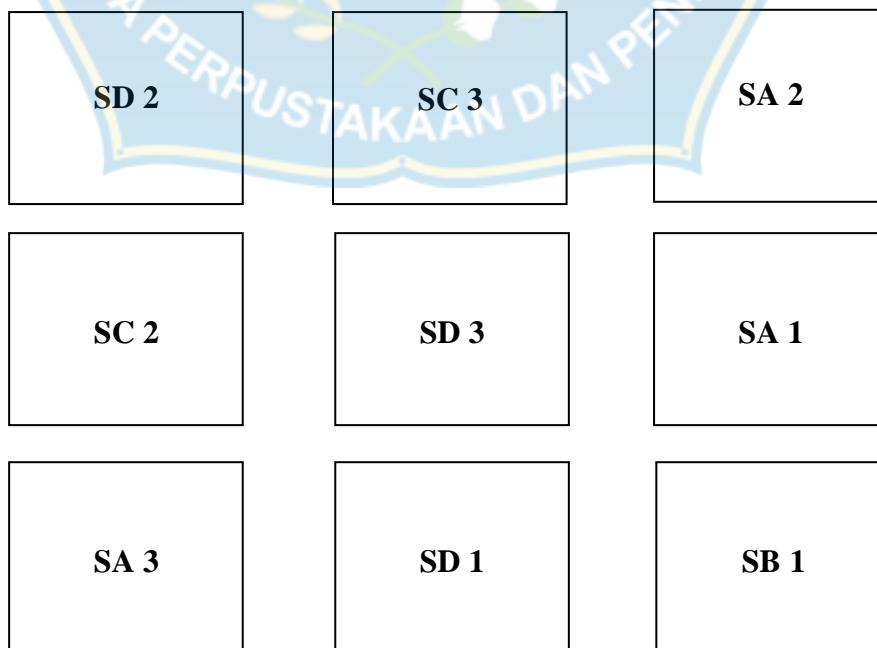 A PERPUSTAKAAN DAN PEN
SD 2 SC 3 SA 2
SC 2 SD 3 SA 1
SA 3 SD 1 SB 1